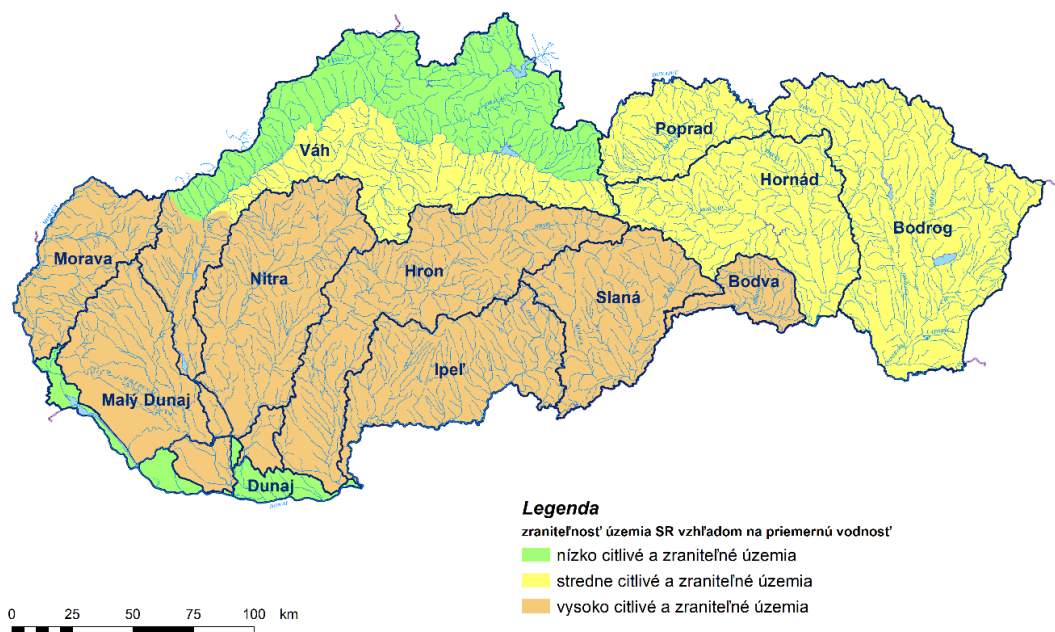 Poprad
Váh
Hornád
Bodrog
Morava
Nitra
Hron
Slaná
Bodva
Ipeľ
Malý Dunaj
Dunaj
DUNAJ
Legenda
zraniteľnosť územia SR vzhľadom na priemernú vodnosť
nízko citlivé a zraniteľné územia
stredne citlivé a zraniteľné územia
vysoko citlivé a zraniteľné územia
0 25 50 75 100 km